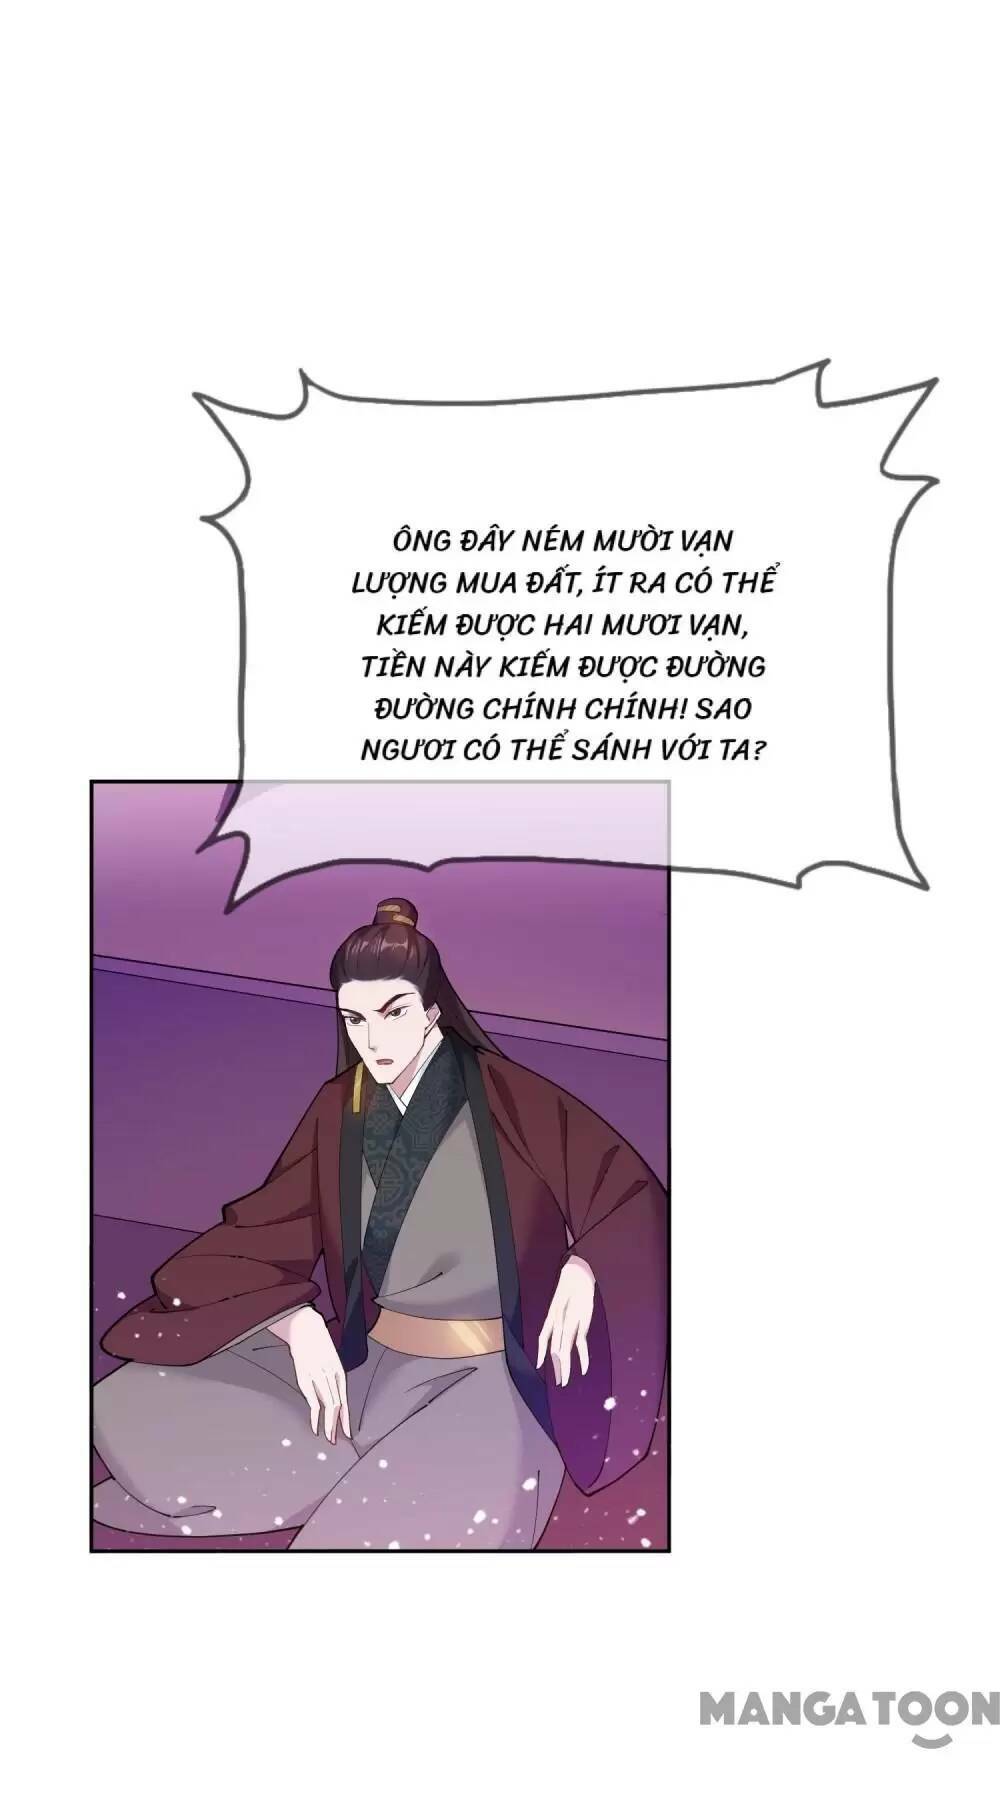 ÔNG ĐÂY NÉM MƯỜI VẠN
LƯỢNG MUA ĐẤT, ÍT RA CÓ THỂ
KIẾM ĐƯỢC HAI MƯƠI VẠN,
TIỀN NÀY KIẾM ĐƯỢC ĐƯỜNG
ĐƯỜNG CHÍNH CHÍNH! SAO
NGƯƠI CÓ THỂ SÁNH VỚI TA?
MANGATOON